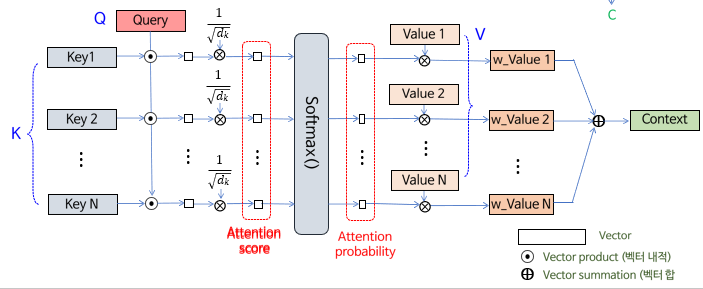 C
Q
Query
1
√dk
Value 1
V
Key1
w_Value 1
1
√dk
Value 2
K
Key 2
Softmax()
w_Value 2
Context
1
√dk
Value N
Key N
w_Value N
Attention
score
Attention
probability
Vector
Vector product (벡터 내적)
Vector summation (벡터 합